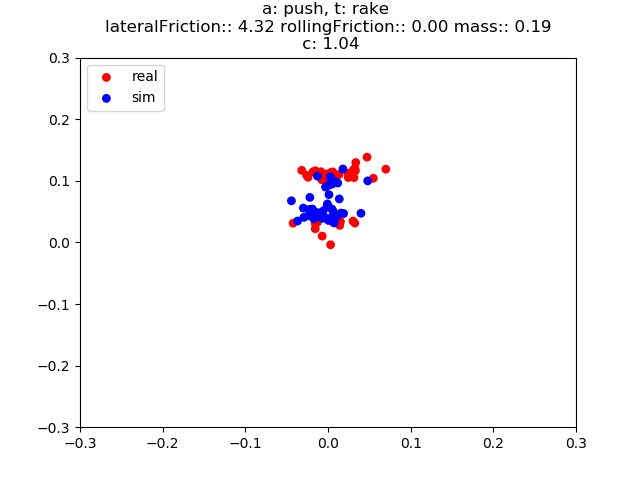 a: push, t: rake
lateralFriction:: 4.32 rollingFriction:: 0.00 mass:: 0.19
c: 1.04
real
sim
0.3
0.2
0.1
0.0
−0.1
−0.2
−0.3
−0.3 −0.2 −0.1 0.0 0.1 0.2 0.3